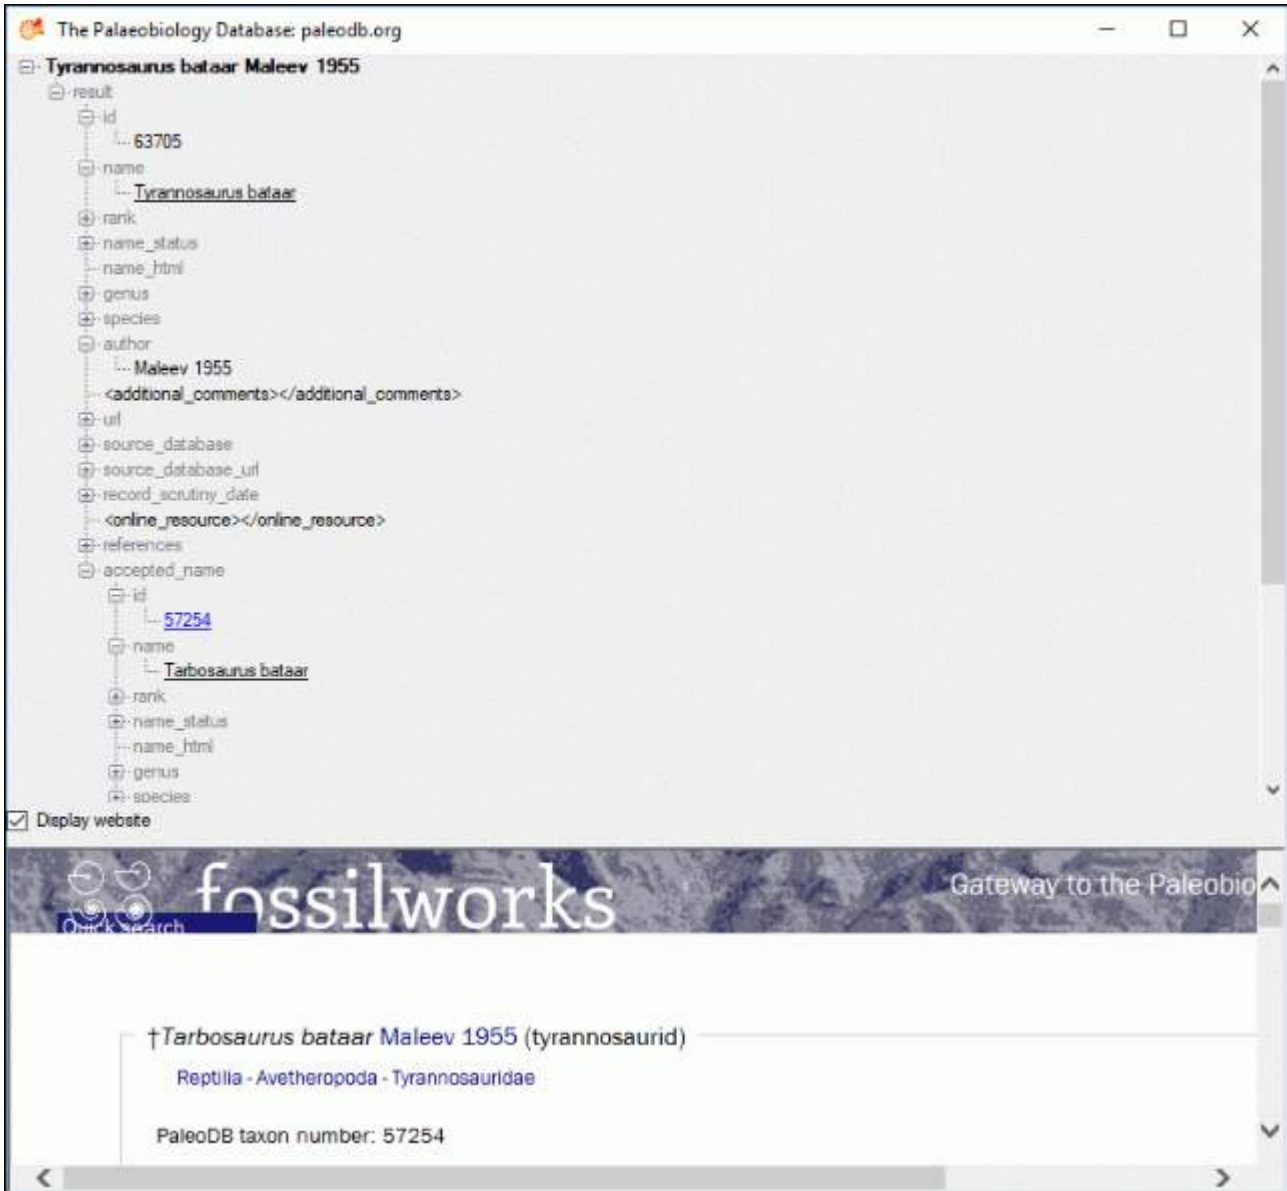 The Palaeobiology Database: paleodb.org
Tyrannosaurus bataar Maleev 1955
result
id
63705
name
Tyrannosaurus bataar
rank
name_status
name_html
genus
species
author
Maleev 1955
<additional_comments></additional_comments>
url
source_database
source_database_url
record_scrutiny_date
<online_resource></online_resource>
references
accepted_name
id
57254
name
Tarbosaurus bataar
rank
name_status
name_html
genus
species
Display website
fossilworks
Gateway to the Paleobio
Quick search
†Tarbosaurus bataar Maleev 1955 (tyrannosaurid)
Reptilia - Avetheropoda - Tyrannosauridae
PaleoDB taxon number: 57254